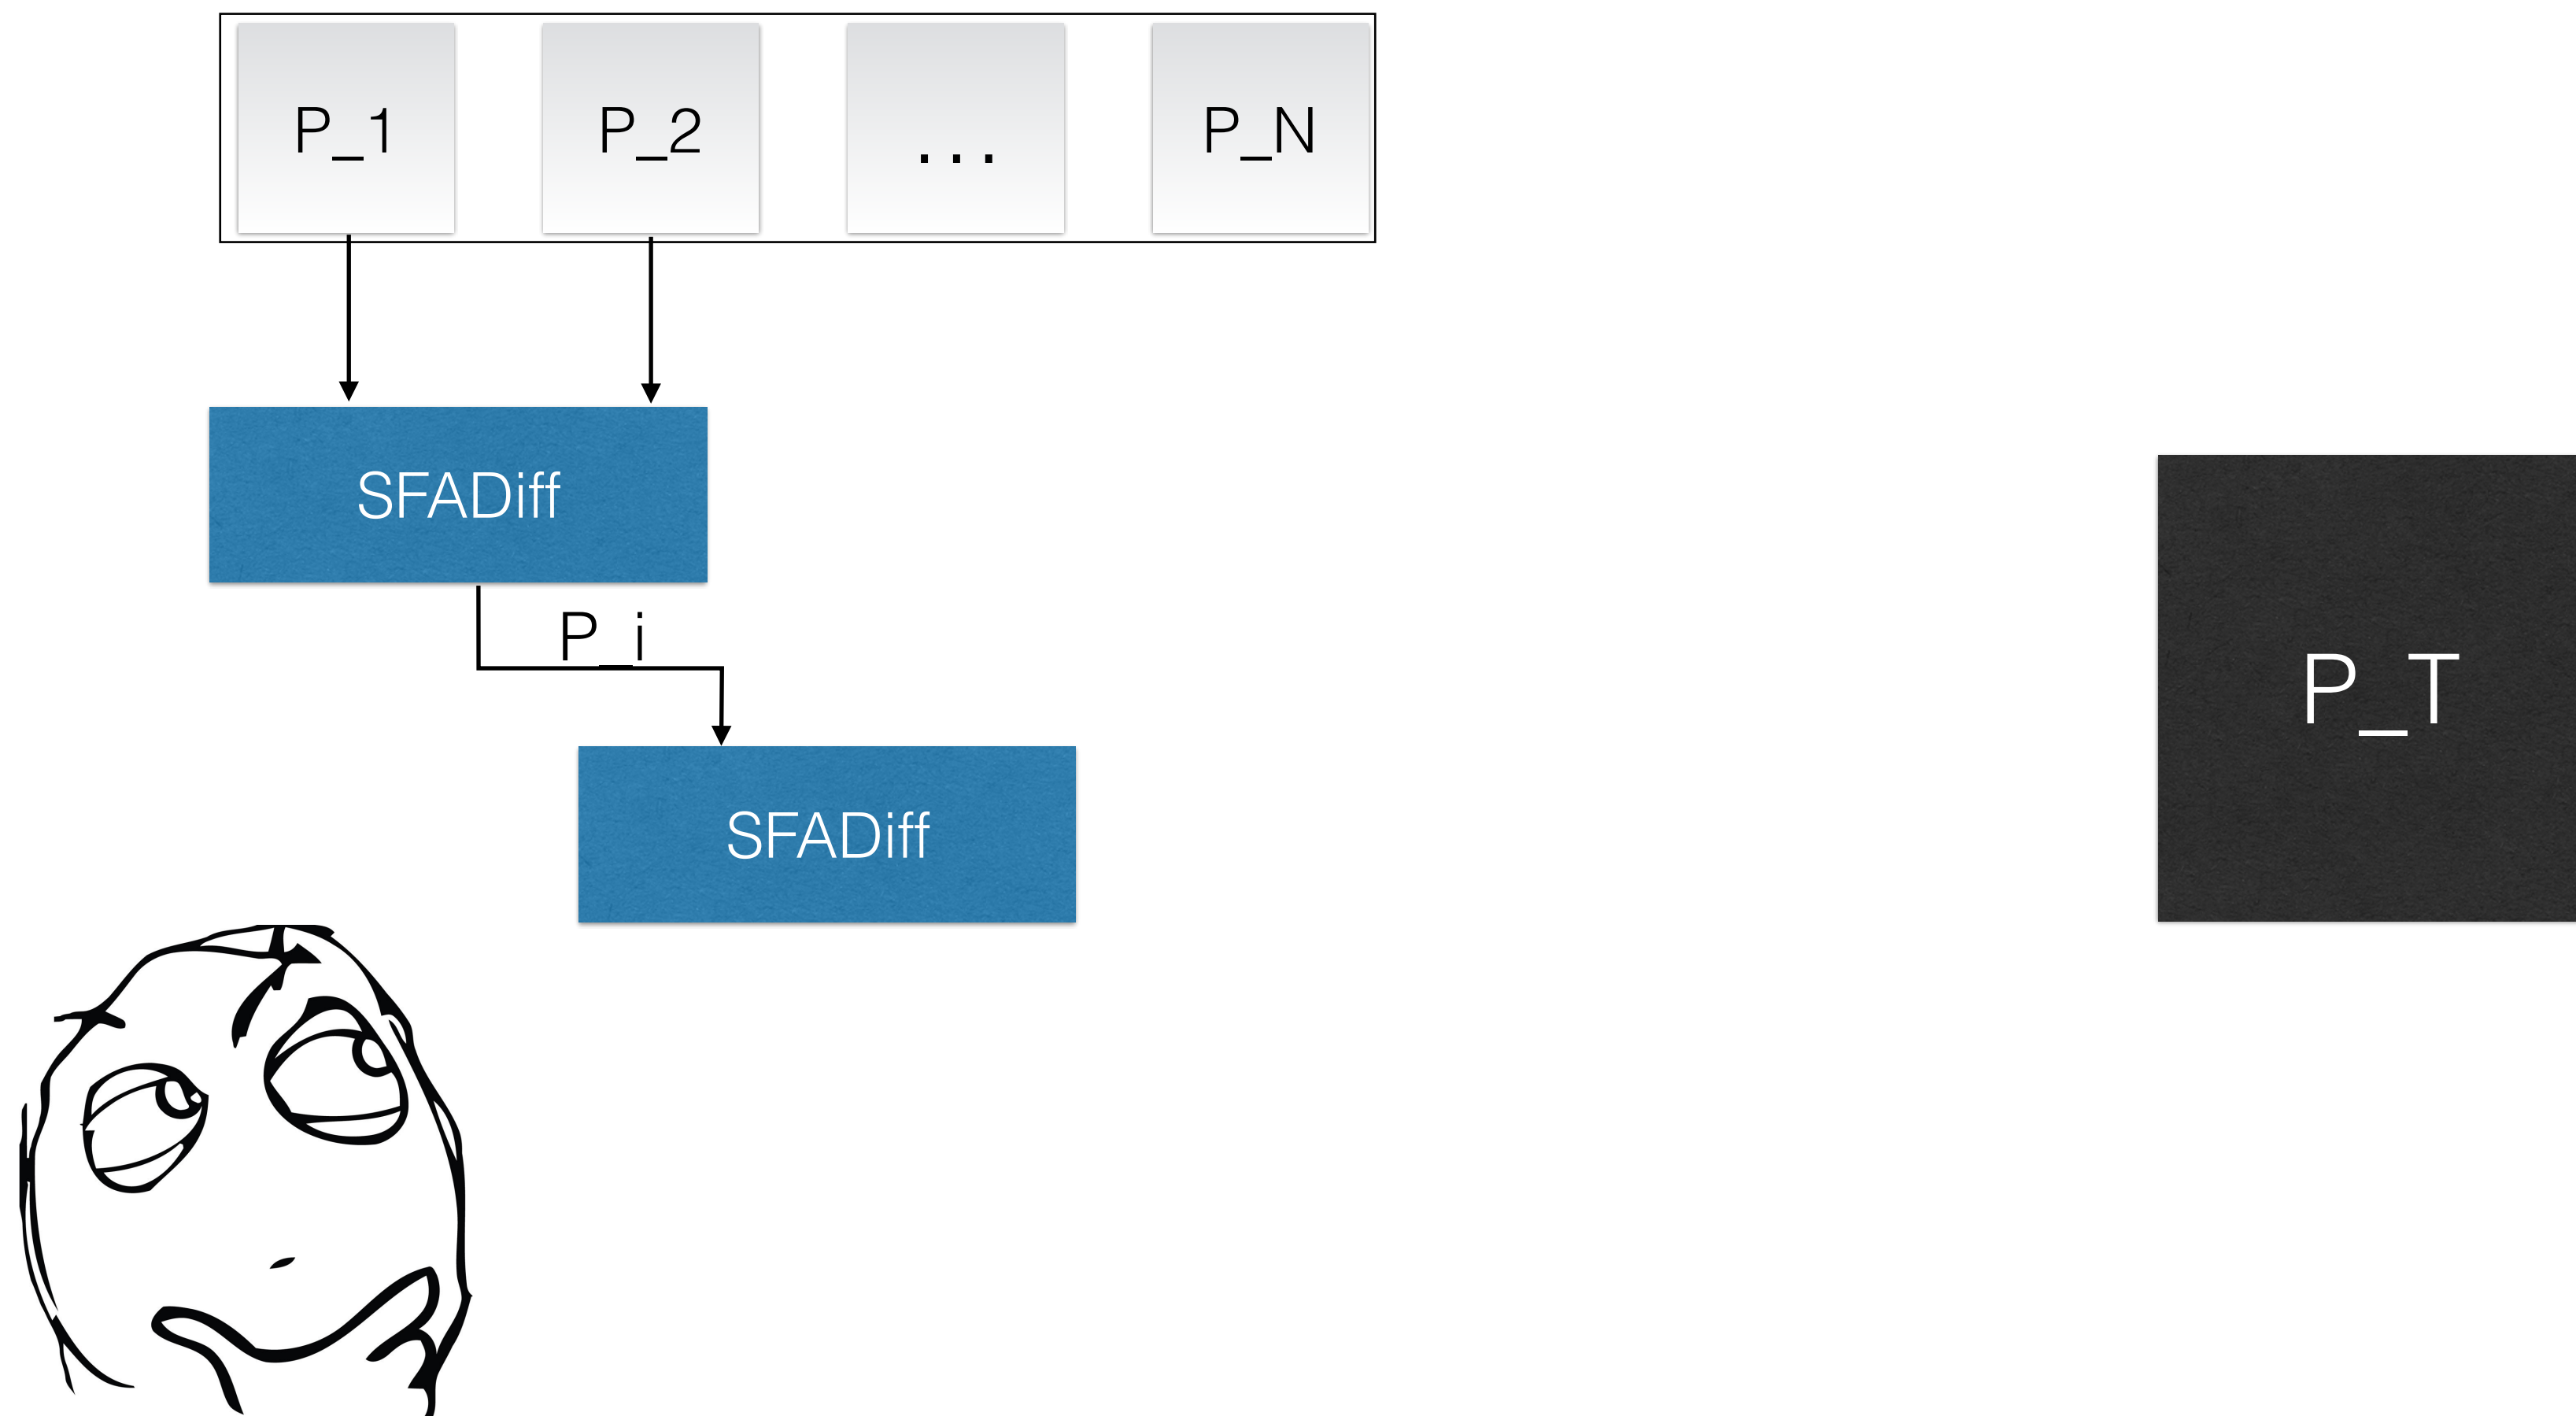 P_1
P_2
...
P_N
SFADiff
P_i
SFADiff
P_T